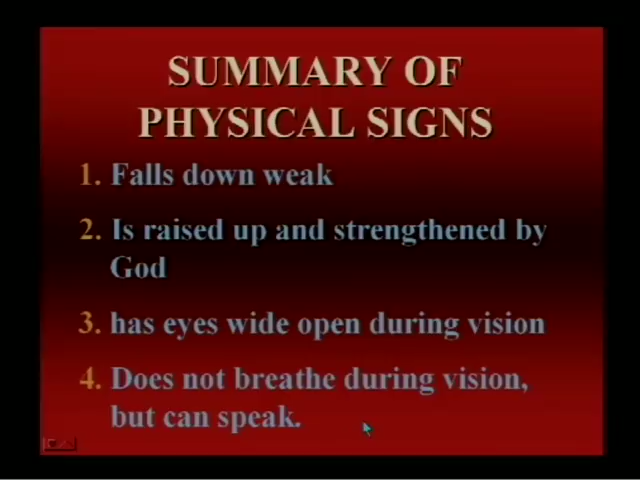 SUMMARY OF
PHYSICAL SIGNS
1. Falls down weak
2. Is raised up and strengthened by
God
3. has eyes wide open during vision
4. Does not breathe during vision,
but can speak.